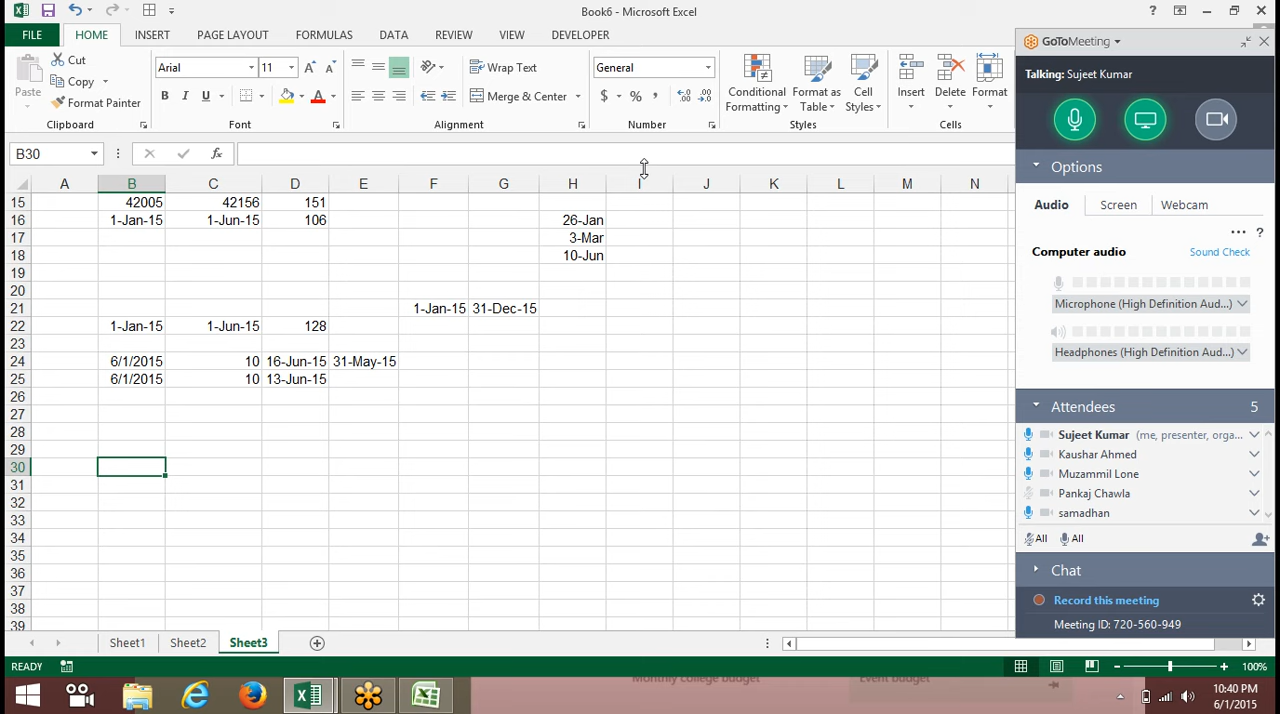 Book6 - Microsoft Excel
?
FILE HOME INSERT PAGE LAYOUT FORMULAS DATA REVIEW VIEW DEVELOPER
Paste
Cut
Copy
Format Painter
Clipboard
Arial 11
B I U
Font
Wrap Text
Merge & Center
Alignment
General
$ % ,
Number
Conditional Formatting
Format as Table
Cell Styles
Styles
Insert Delete Format
Cells
B30 fx
A B C D E F G H I J K L M N
15 42005 42156 151
16 1-Jan-15 1-Jun-15 106 26-Jan
17 3-Mar
18 10-Jun
19
20
21 1-Jan-15 31-Dec-15
22 1-Jan-15 1-Jun-15 128
23
24 6/1/2015 10 16-Jun-15 31-May-15
25 6/1/2015 10 13-Jun-15
26
27
28
29
30
31
32
33
34
35
36
37
38
39
Sheet1 Sheet2 Sheet3
READY
100%
GoToMeeting
Talking: Sujeet Kumar
Options
Audio Screen Webcam
... ?
Computer audio Sound Check
Microphone (High Definition Aud...)
Headphones (High Definition Aud...)
Attendees 5
Sujeet Kumar (me, presenter, orga...
Kaushar Ahmed
Muzammil Lone
Pankaj Chawla
samadhan
All All
Chat
Record this meeting
Meeting ID: 720-560-949
Monthly college budget
Event budget
10:40 PM
6/1/2015